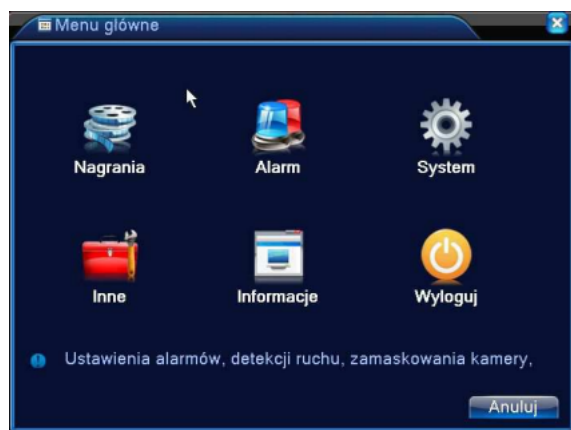 Menu główne
Nagrania Alarm System
Inne Informacje Wyloguj
Ustawienia alarmów, detekcji ruchu, zamaskowania kamery,
Anuluj